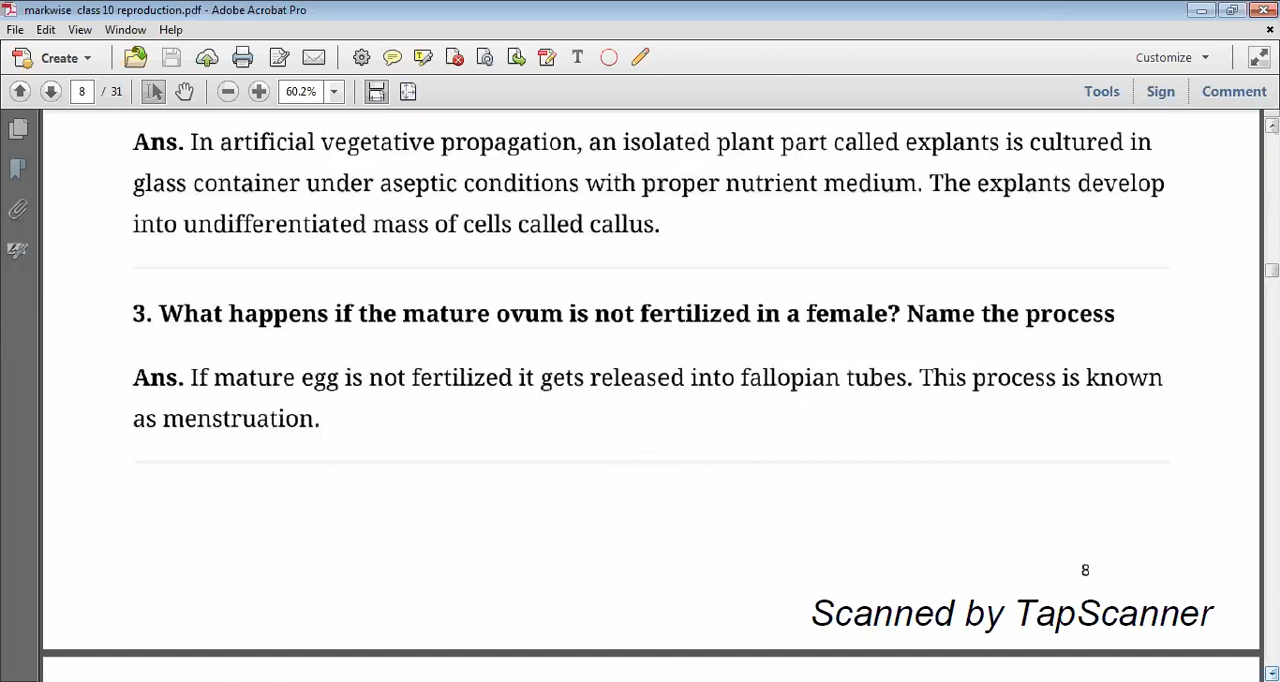 markwise class 10 reproduction.pdf - Adobe Acrobat Pro
File Edit View Window Help
Create Customize
8 / 31 60.2% Tools Sign Comment
Ans. In artificial vegetative propagation, an isolated plant part called explants is cultured in
glass container under aseptic conditions with proper nutrient medium. The explants develop
into undifferentiated mass of cells called callus.
3. What happens if the mature ovum is not fertilized in a female? Name the process
Ans. If mature egg is not fertilized it gets released into fallopian tubes. This process is known
as menstruation.
8
Scanned by TapScanner